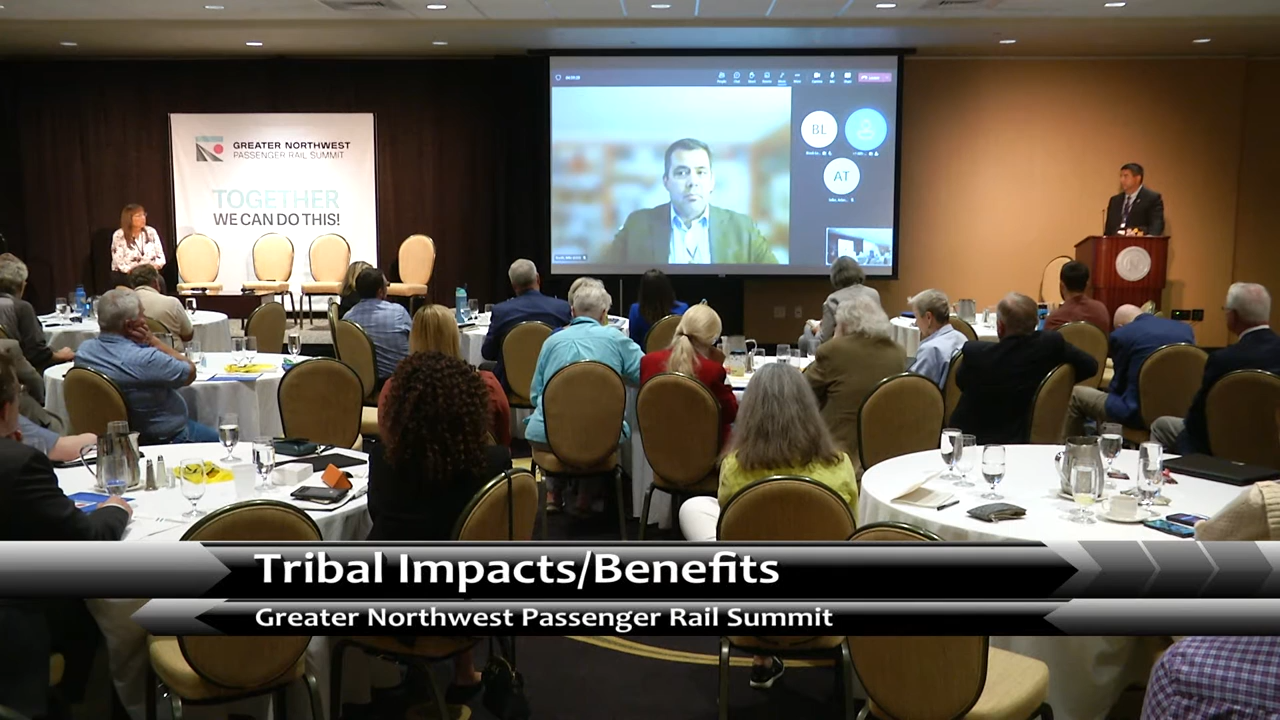 GREATER NORTHWEST
PASSENGER RAIL SUMMIT
TOGETHER
WE CAN DO THIS!
BL
AT
Tribal Impacts/Benefits
Greater Northwest Passenger Rail Summit